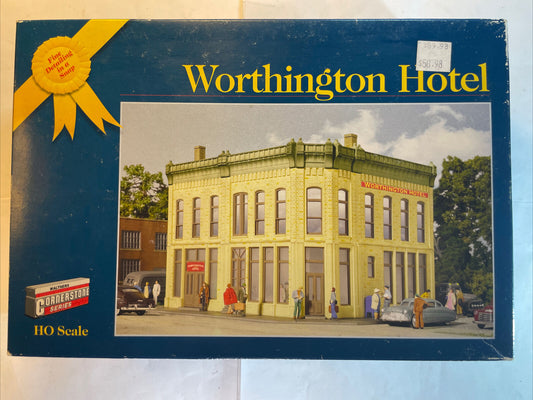 Fine
Detailing
in a
Snap
$59.98
$50.98
Worthington Hotel
WORTHINGTON HOTEL
WALTHERS
CORNERSTONE
SERIES
HO Scale